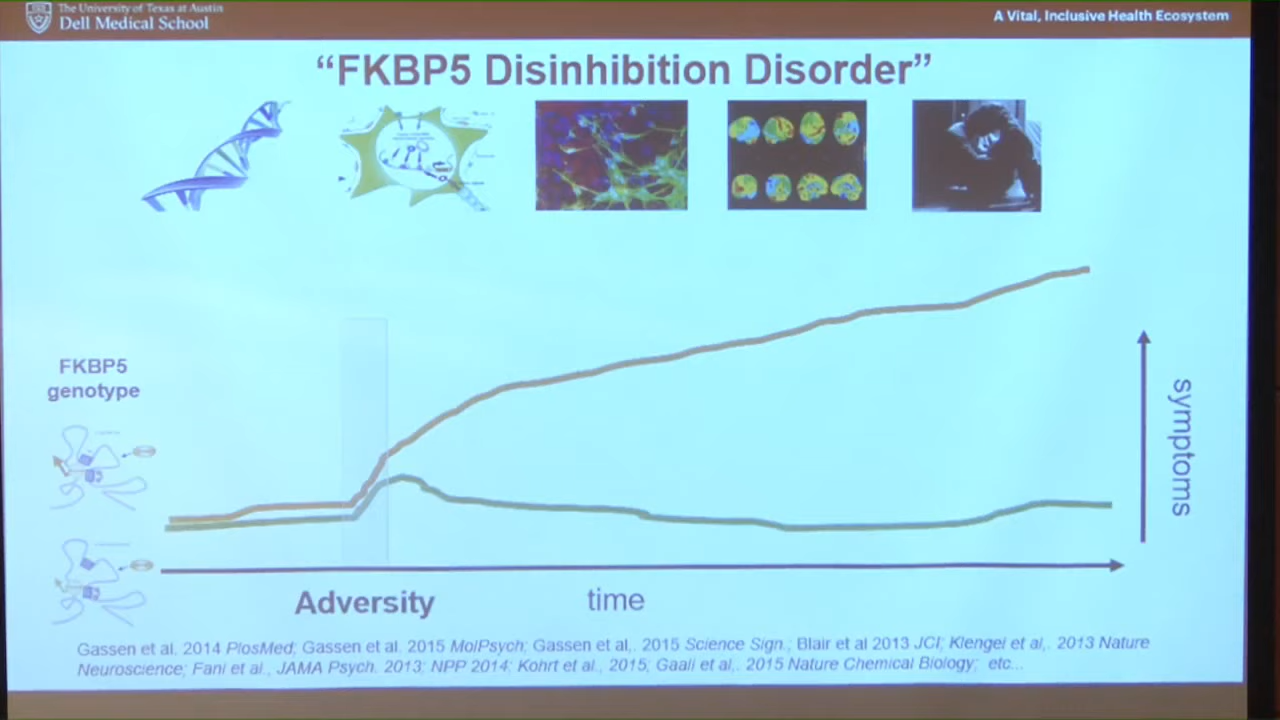 The University of Texas at Austin
Dell Medical School
A Vital, Inclusive Health Ecosystem
“FKBP5 Disinhibition Disorder”
FKBP5
genotype
symptoms
Adversity
time
Gassen et al. 2014 PlosMed; Gassen et al. 2015 MolPsych; Gassen et al,. 2015 Science Sign.; Blair et al 2013 JCI; Klengel et al,. 2013 Nature
Neuroscience; Fani et al., JAMA Psych. 2013; NPP 2014; Kohrt et al., 2015; Gaali et al,. 2015 Nature Chemical Biology; etc...